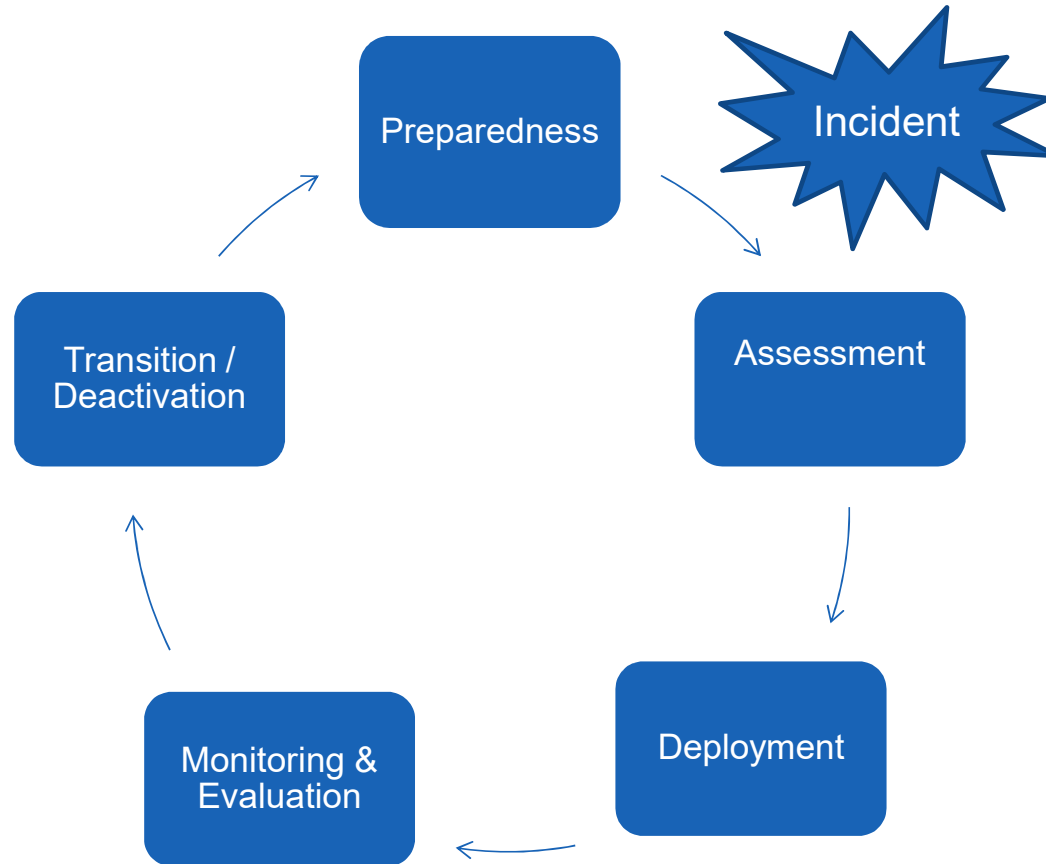 Preparedness
Incident
Assessment
Deployment
Monitoring &
Evaluation
Transition /
Deactivation